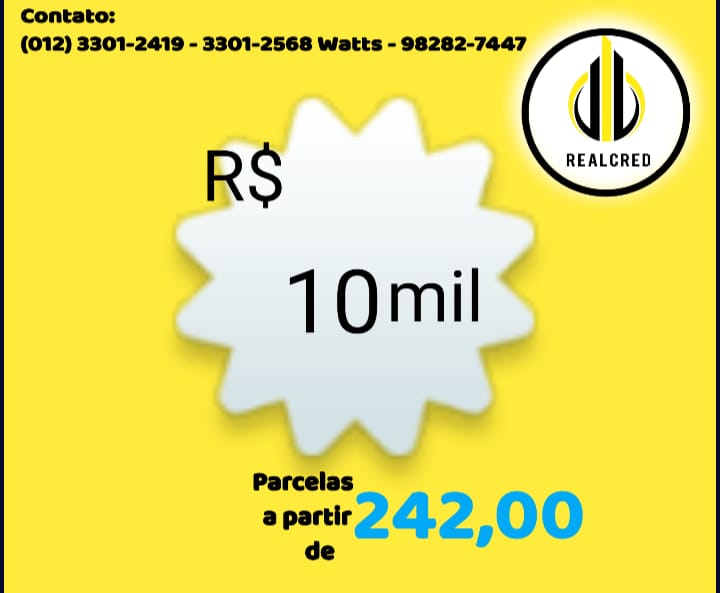 Contato:
(012) 3301-2419 - 3301-2568 Watts - 98282-7447
REALCRED
R$
10 mil
Parcelas
a partir 242,00
de